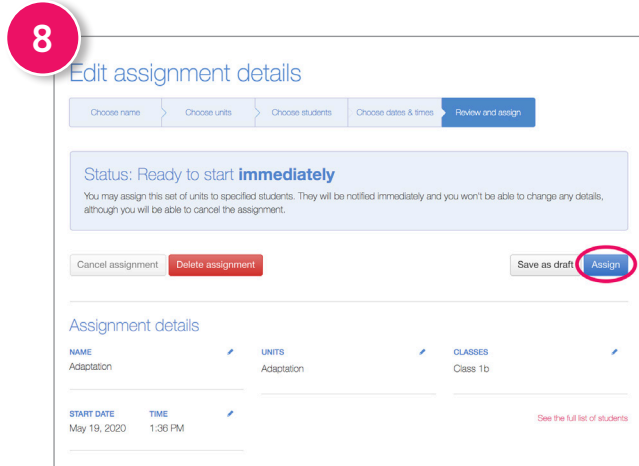 8
Edit assignment details
Choose name Choose units Choose students Choose dates & times Review and assign
Status: Ready to start immediately
You may assign this set of units to specified students. They will be notified immediately and you won't be able to change any details,
although you will be able to cancel the assignment.
Cancel assignment Delete assignment Save as draft Assign
Assignment details
NAME UNITS CLASSES
Adaptation Adaptation Class 1b
START DATE TIME
May 19, 2020 1:36 PM
See the full list of students